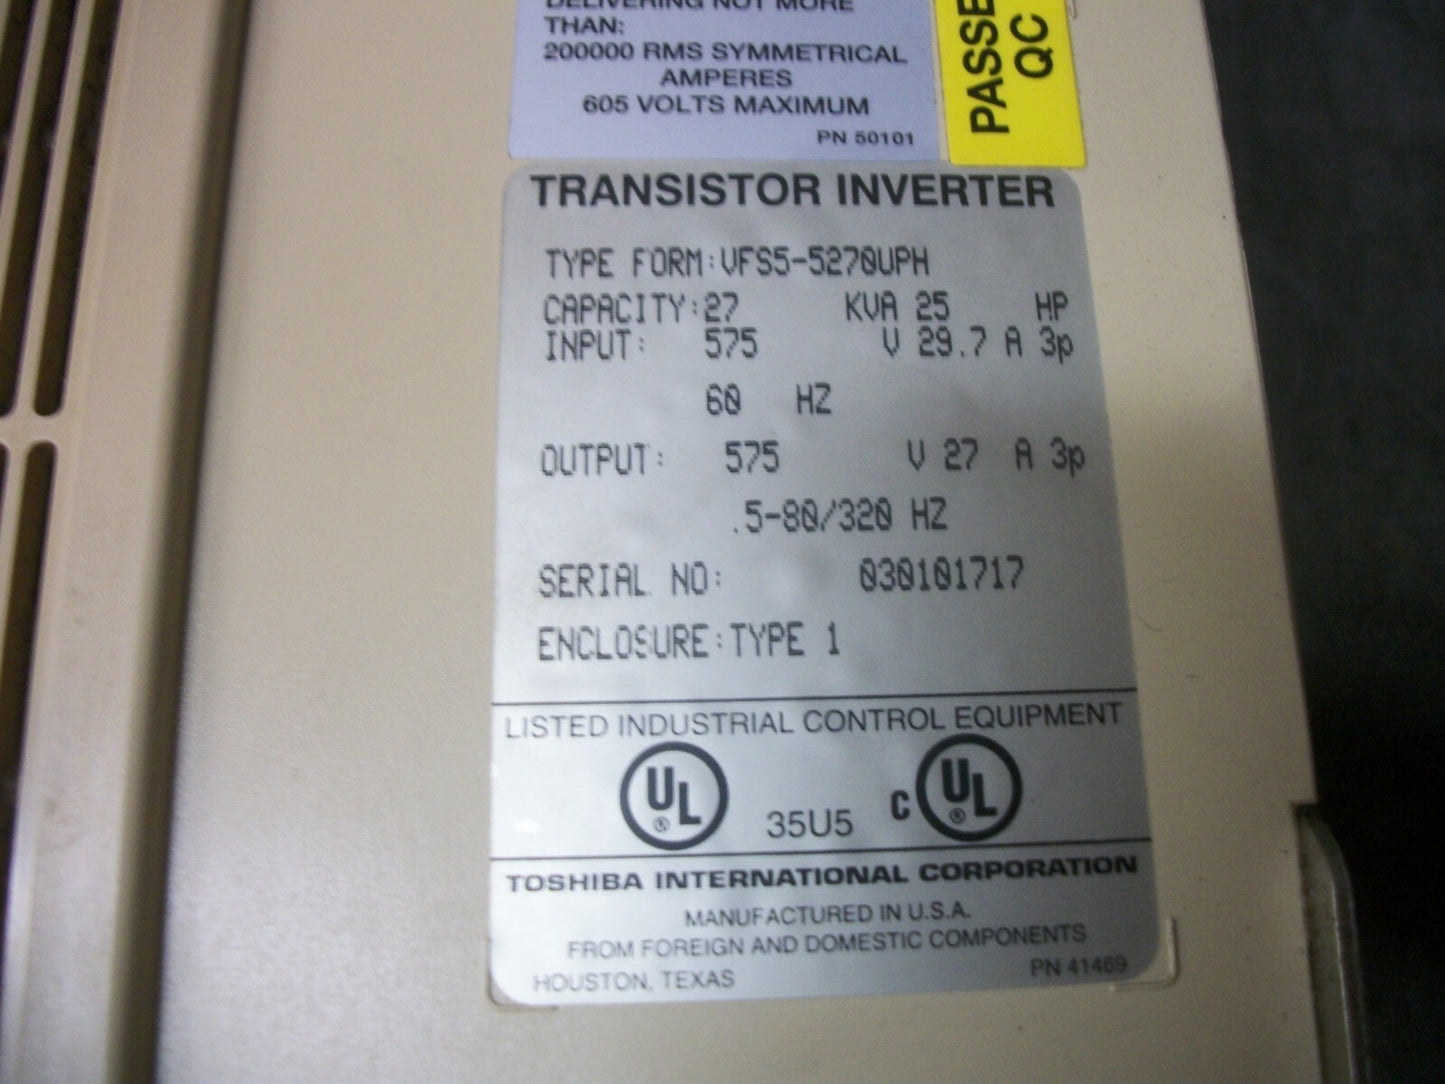 DELIVERING NOT MORE
THAN:
200000 RMS SYMMETRICAL
AMPERES
605 VOLTS MAXIMUM
PN 50101
QC
TRANSISTOR INVERTER
TYPE FORM:VFS5-5270UPH
CAPACITY:27 KVA 25 HP
INPUT: 575 V 29.7 A 3p
60 HZ
OUTPUT: 575 V 27 A 3p
.5-80/320 HZ
SERIAL NO: 030101717
ENCLOSURE:TYPE 1
LISTED INDUSTRIAL CONTROL EQUIPMENT
UL ® 35U5 C UL ®
TOSHIBA INTERNATIONAL CORPORATION
MANUFACTURED IN U.S.A.
FROM FOREIGN AND DOMESTIC COMPONENTS
HOUSTON, TEXAS PN 41469